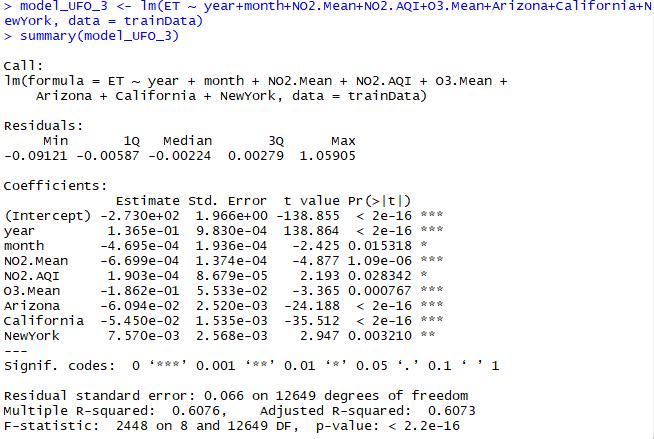 > model_UFO_3 <- lm(ET ~ year+month+NO2.Mean+NO2.AQI+O3.Mean+Arizona+California+N
ewYork, data = trainData)
> summary(model_UFO_3)
Call:
lm(formula = ET ~ year + month + NO2.Mean + NO2.AQI + O3.Mean +
    Arizona + California + NewYork, data = trainData)
Residuals:
     Min       1Q   Median       3Q      Max
-0.09121 -0.00587 -0.00224  0.00279  1.05905
Coefficients:
              Estimate Std. Error  t value Pr(>|t|)
(Intercept) -2.730e+02  1.966e+00 -138.855  < 2e-16 ***
year         1.365e-01  9.830e-04  138.864  < 2e-16 ***
month       -4.695e-04  1.936e-04   -2.425 0.015318 *
NO2.Mean    -6.699e-04  1.374e-04   -4.877 1.09e-06 ***
NO2.AQI      1.903e-04  8.679e-05    2.193 0.028342 *
O3.Mean     -1.862e-01  5.533e-02   -3.365 0.000767 ***
Arizona     -6.094e-02  2.520e-03  -24.188  < 2e-16 ***
California  -5.450e-02  1.535e-03  -35.512  < 2e-16 ***
NewYork      7.570e-03  2.568e-03    2.947 0.003210 **
---
Signif. codes:  0 ‘***’ 0.001 ‘**’ 0.01 ‘*’ 0.05 ‘.’ 0.1 ‘ ’ 1
Residual standard error: 0.066 on 12649 degrees of freedom
Multiple R-squared:  0.6076,    Adjusted R-squared:  0.6073
F-statistic:  2448 on 8 and 12649 DF,  p-value: < 2.2e-16